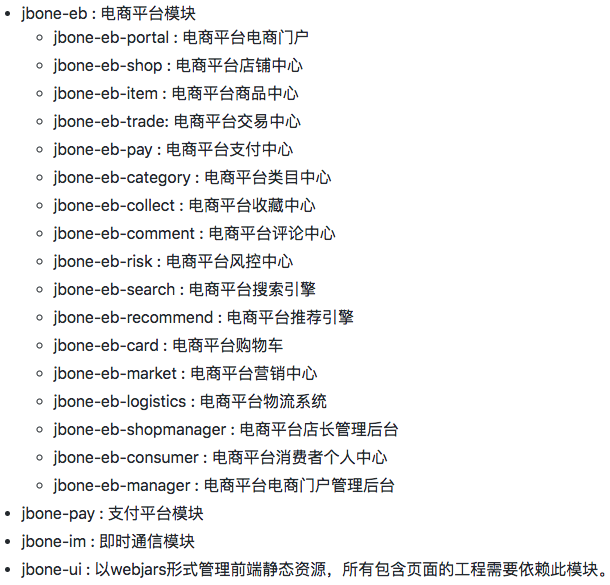 jbone-eb : 电商平台模块
jbone-eb-portal : 电商平台电商门户
jbone-eb-shop : 电商平台店铺中心
jbone-eb-item : 电商平台商品中心
jbone-eb-trade: 电商平台交易中心
jbone-eb-pay : 电商平台支付中心
jbone-eb-category : 电商平台类目中心
jbone-eb-collect : 电商平台收藏中心
jbone-eb-comment : 电商平台评论中心
jbone-eb-risk : 电商平台风控中心
jbone-eb-search : 电商平台搜索引擎
jbone-eb-recommend : 电商平台推荐引擎
jbone-eb-card : 电商平台购物车
jbone-eb-market : 电商平台营销中心
jbone-eb-logistics : 电商平台物流系统
jbone-eb-shopmanager : 电商平台店长管理后台
jbone-eb-consumer : 电商平台消费者个人中心
jbone-eb-manager : 电商平台电商门户管理后台
jbone-pay : 支付平台模块
jbone-im : 即时通信模块
jbone-ui : 以webjars形式管理前端静态资源，所有包含页面的工程需要依赖此模块。